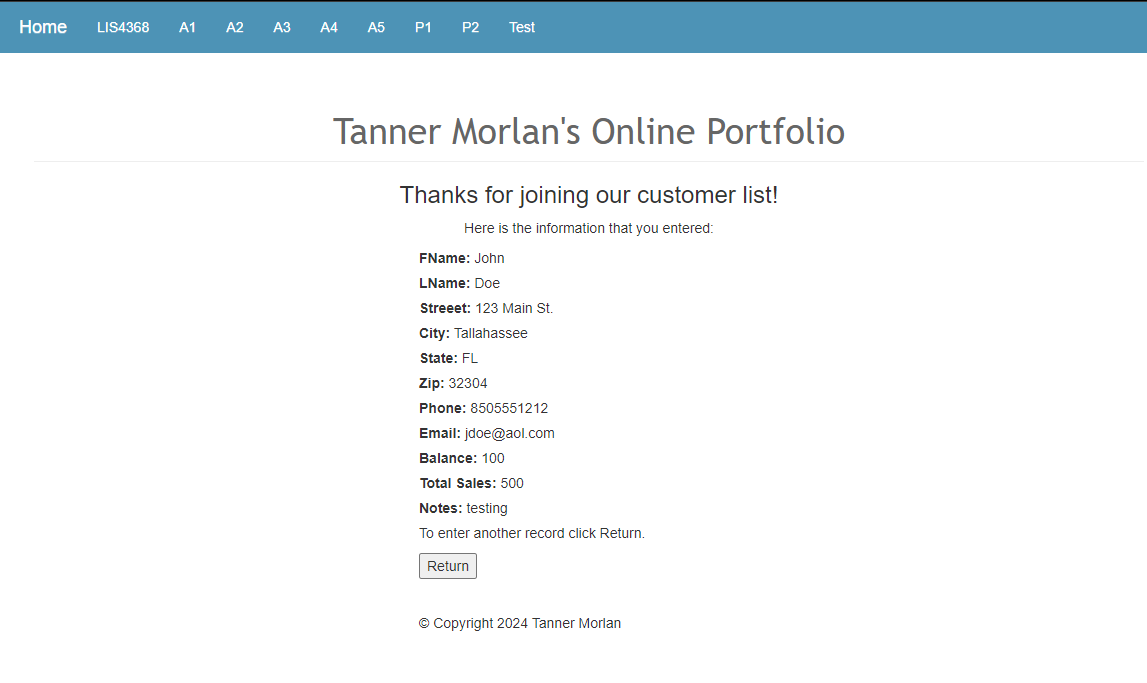 Home LIS4368 A1 A2 A3 A4 A5 P1 P2 Test
Tanner Morlan's Online Portfolio
Thanks for joining our customer list!
Here is the information that you entered:
FName: John
LName: Doe
Streeet: 123 Main St.
City: Tallahassee
State: FL
Zip: 32304
Phone: 8505551212
Email: jdoe@aol.com
Balance: 100
Total Sales: 500
Notes: testing
To enter another record click Return.
Return
© Copyright 2024 Tanner Morlan